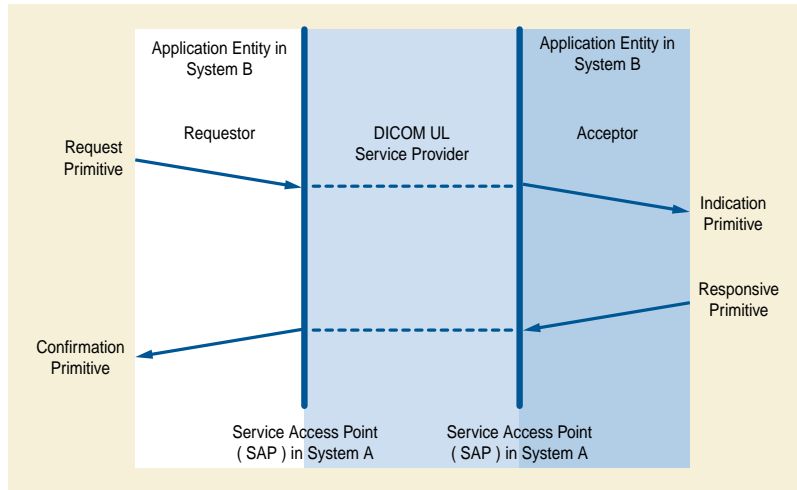 Application Entity in
System B
Application Entity in
System B
Requestor
DICOM UL
Service Provider
Acceptor
Request
Primitive
Indication
Primitive
Responsive
Primitive
Confirmation
Primitive
Service Access Point
( SAP ) in System A
Service Access Point
( SAP ) in System A